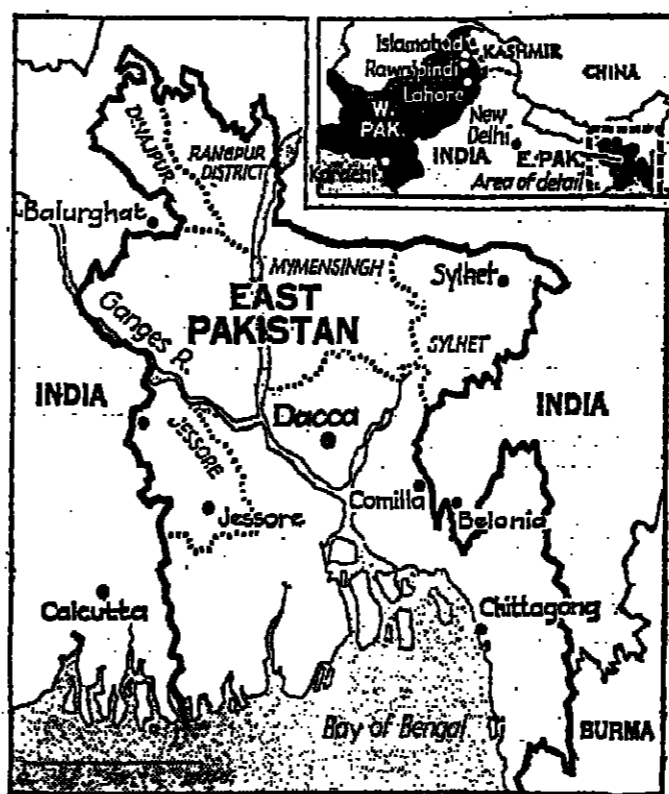 Islamabad
KASHMIR
Rawalpindi
CHINA
Lahore
W.
PAK.
New
Delhi
INDIA
E. PAK.
Karachi
Area of detail
DINAJPUR
RANGPUR
DISTRICT
Balurghat
MYMENSINGH
Sylhet
EAST
PAKISTAN
Ganges R.
SYLHET
INDIA
INDIA
Dacca
JESSORE
Comilla
Jessore
Belonia
Calcutta
Chittagong
Bay of Bengal
BURMA